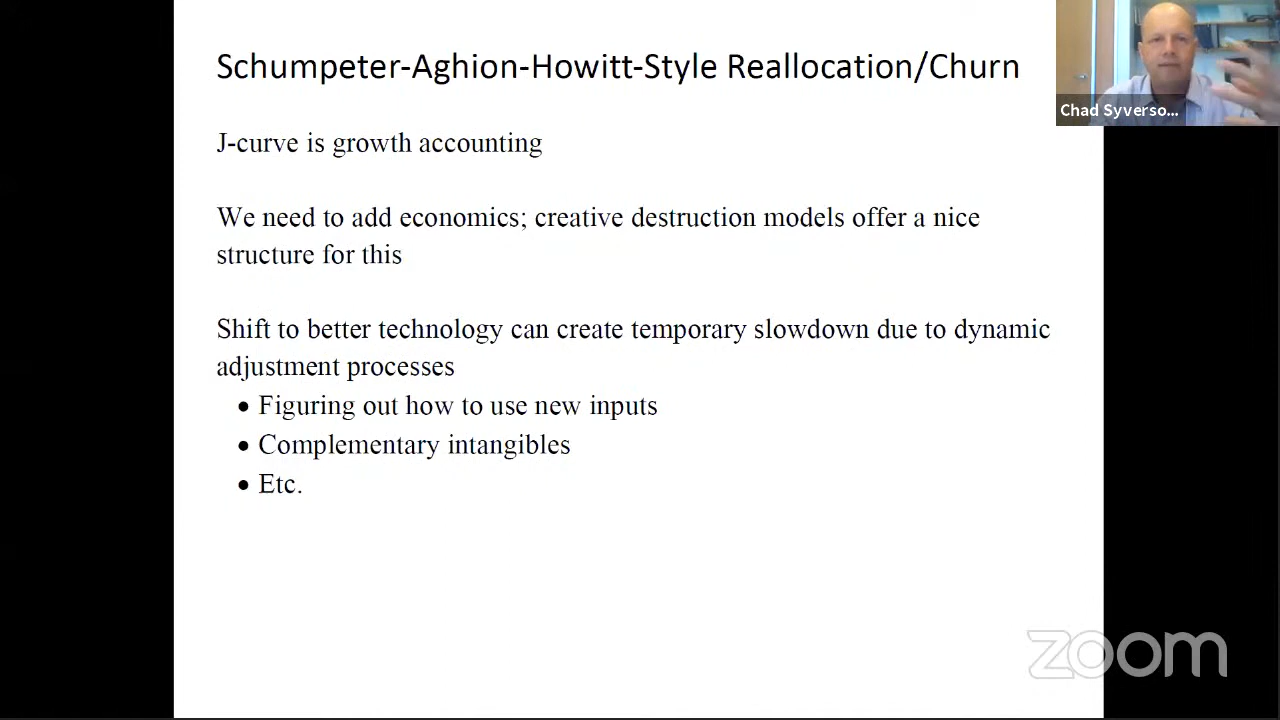 Schumpeter-Aghion-Howitt-Style Reallocation/Churn
Chad Syverso...
J-curve is growth accounting
We need to add economics; creative destruction models offer a nice
structure for this
Shift to better technology can create temporary slowdown due to dynamic
adjustment processes
• Figuring out how to use new inputs
• Complementary intangibles
• Etc.
zoom